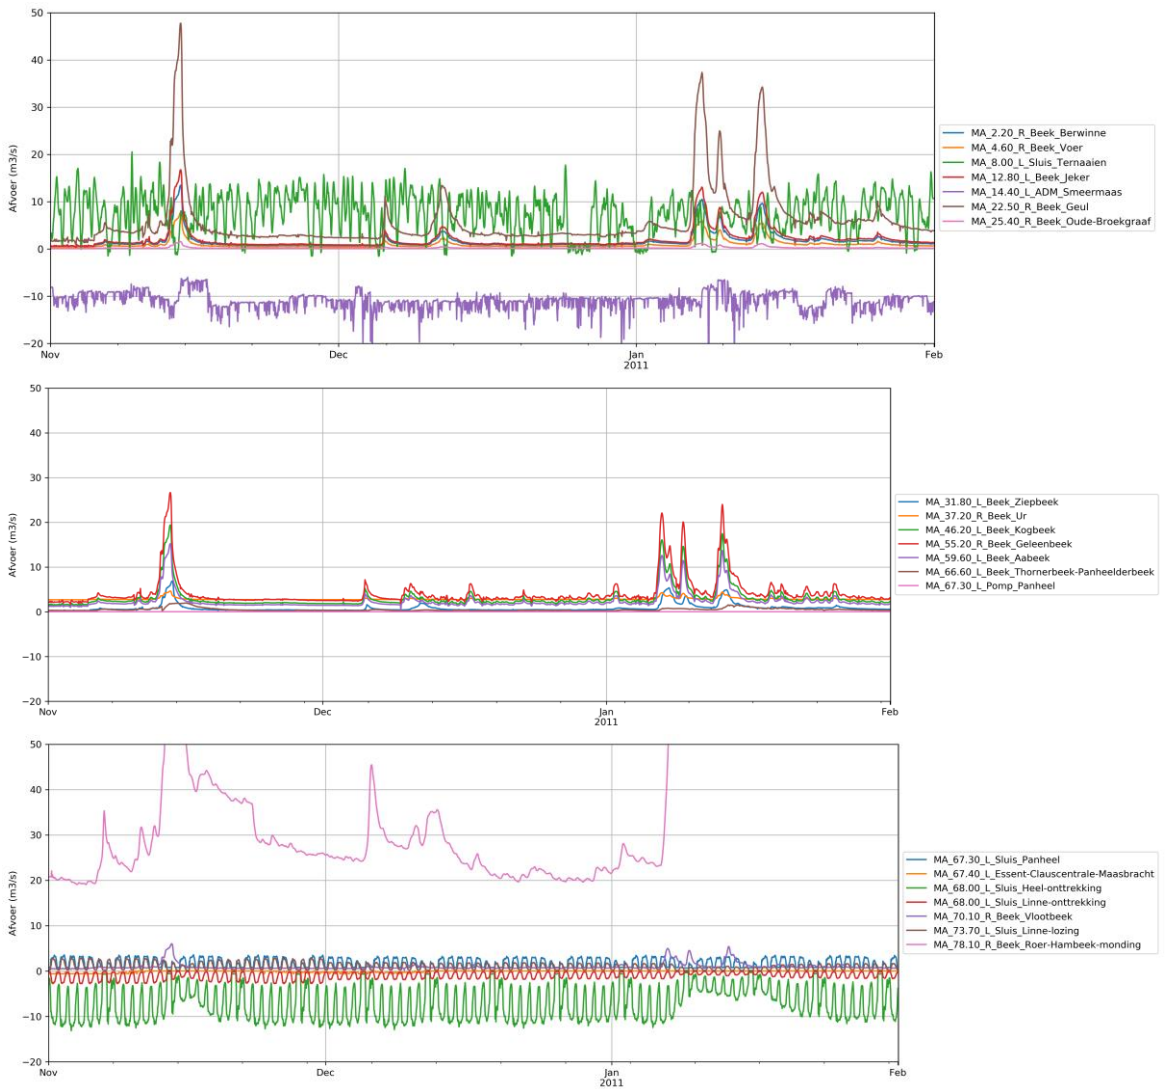 50
40
30
20
10
0
−10
−20
Afvoer (m3/s)
Nov
Dec
Jan
2011
Feb
MA_2.20_R_Beek_Berwinne
MA_4.60_R_Beek_Voer
MA_8.00_L_Sluis_Ternaaien
MA_12.80_L_Beek_Jeker
MA_14.40_L_ADM_Smeermaas
MA_22.50_R_Beek_Geul
MA_25.40_R_Beek_Oude-Broekgraaf
50
40
30
20
10
0
−10
−20
Afvoer (m3/s)
Nov
Dec
Jan
2011
Feb
MA_31.80_L_Beek_Ziepbeek
MA_37.20_R_Beek_Ur
MA_46.20_L_Beek_Kogbeek
MA_55.20_R_Beek_Geleenbeek
MA_59.60_L_Beek_Aabeek
MA_66.60_L_Beek_Thornerbeek-Panheelderbeek
MA_67.30_L_Pomp_Panheel
50
40
30
20
10
0
−10
−20
Afvoer (m3/s)
Nov
Dec
Jan
2011
Feb
MA_67.30_L_Sluis_Panheel
MA_67.40_L_Essent-Clauscentrale-Maasbracht
MA_68.00_L_Sluis_Heel-onttrekking
MA_68.00_L_Sluis_Linne-onttrekking
MA_70.10_R_Beek_Vlootbeek
MA_73.70_L_Sluis_Linne-lozing
MA_78.10_R_Beek_Roer-Hambeek-monding